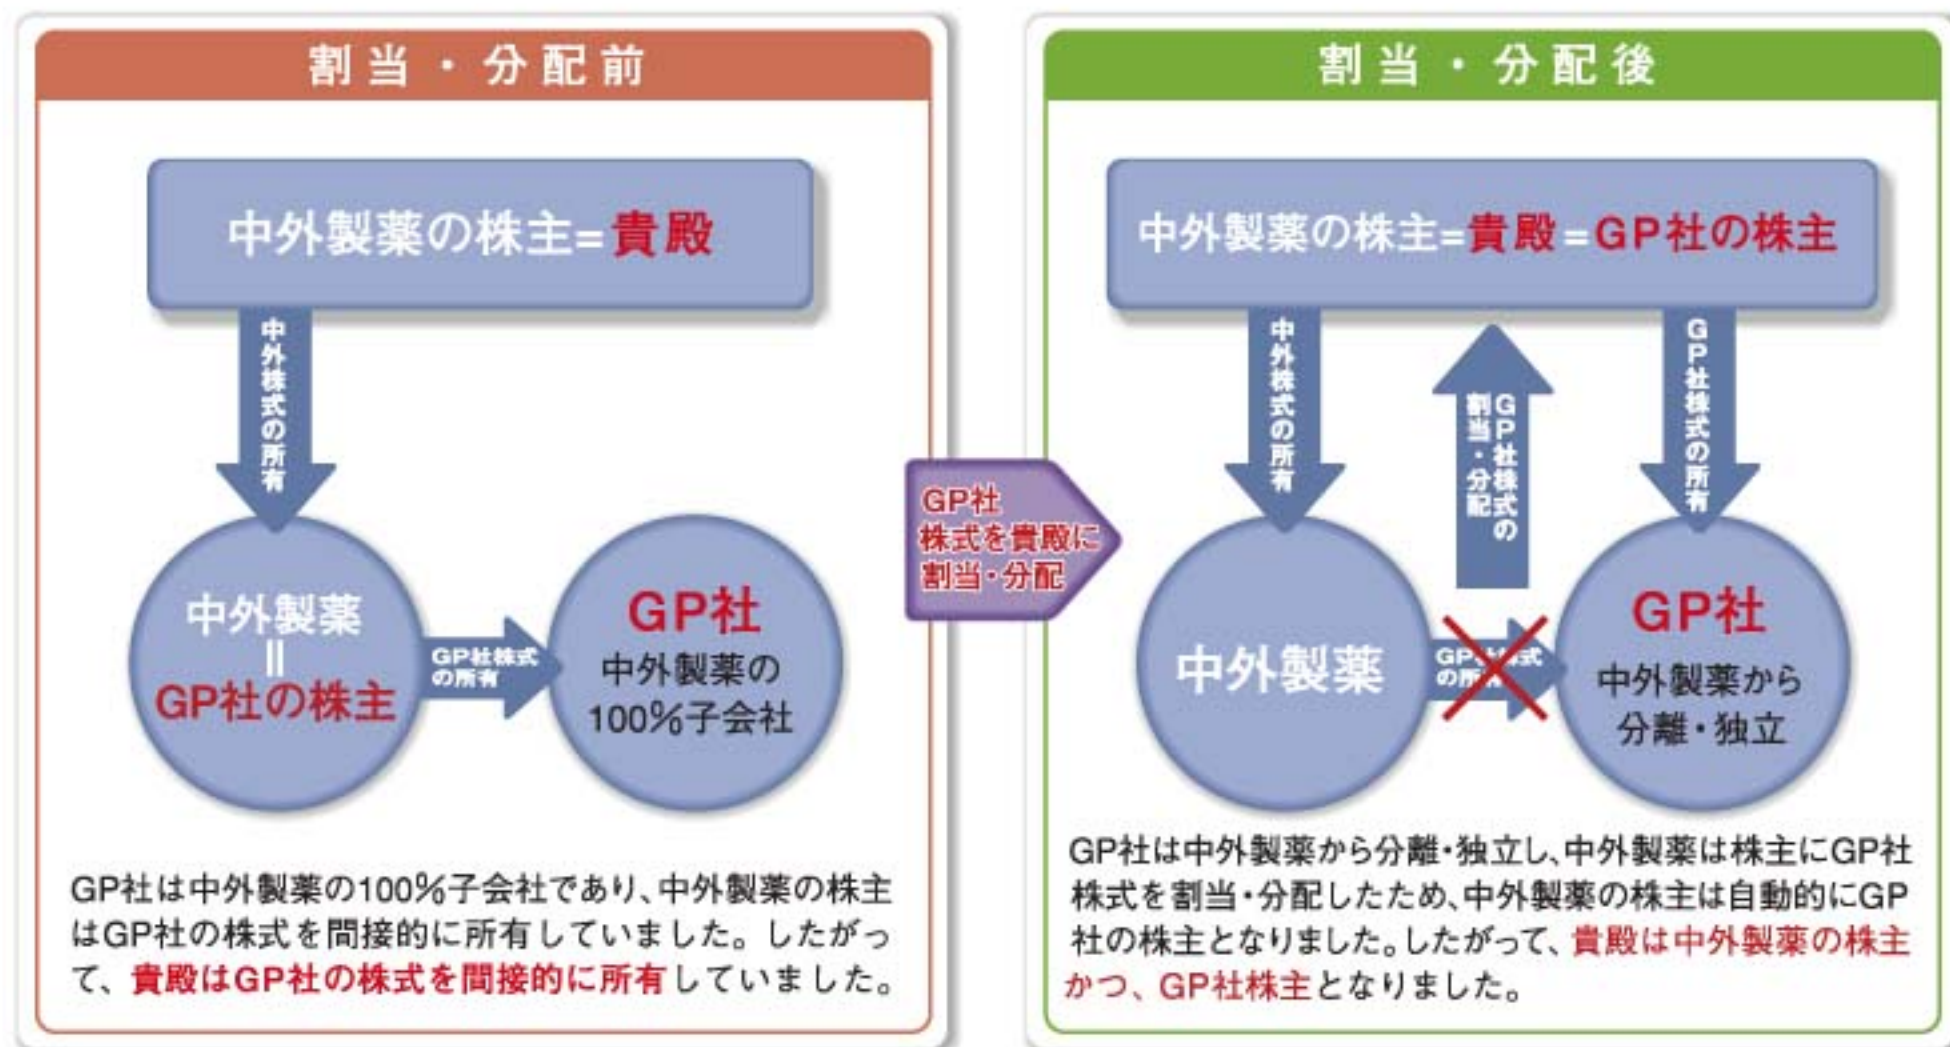 割当・分配前
中外製薬の株主=貴殿
中外株式の所有
中外製薬
||
GP社の株主
GP社株式
の所有
GP社
中外製薬の
100%子会社
GP社は中外製薬の100%子会社であり、中外製薬の株主
はGP社の株式を間接的に所有していました。したがっ
て、貴殿はGP社の株式を間接的に所有していました。
GP社
株式を貴殿に
割当・分配
割当・分配後
中外製薬の株主=貴殿=GP社の株主
中外株式の所有
GP社株式の
割当・分配
GP社株式の所有
中外製薬
GP社株式
の所有
GP社
中外製薬から
分離・独立
GP社は中外製薬から分離・独立し、中外製薬は株主にGP社
株式を割当・分配したため、中外製薬の株主は自動的にGP
社の株主となりました。したがって、貴殿は中外製薬の株主
かつ、GP社株主となりました。